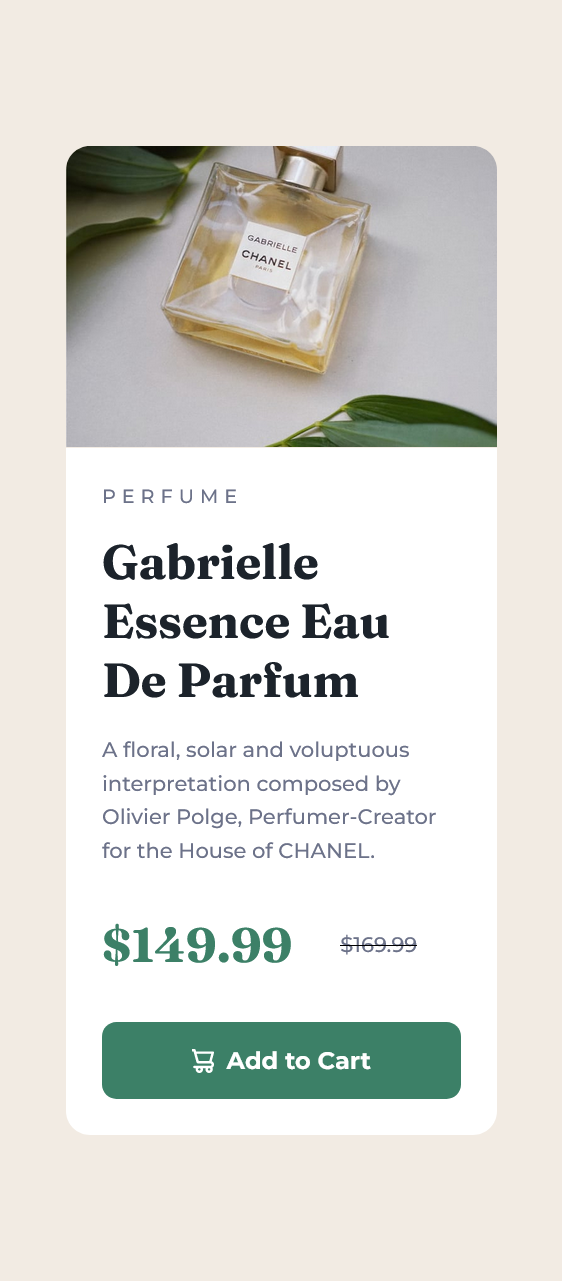 GABRIELLE
CHANEL
PARIS
PERFUME
Gabrielle
Essence Eau
De Parfum
A floral, solar and voluptuous
interpretation composed by
Olivier Polge, Perfumer-Creator
for the House of CHANEL.
$149.99 $169.99
Add to Cart